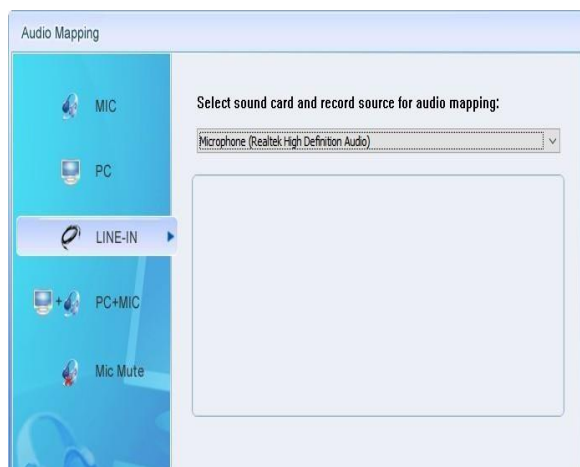 Audio Mapping
Select sound card and record source for audio mapping:
Microphone (Realtek High Definition Audio)
MIC
PC
LINE-IN
PC+MIC
Mic Mute